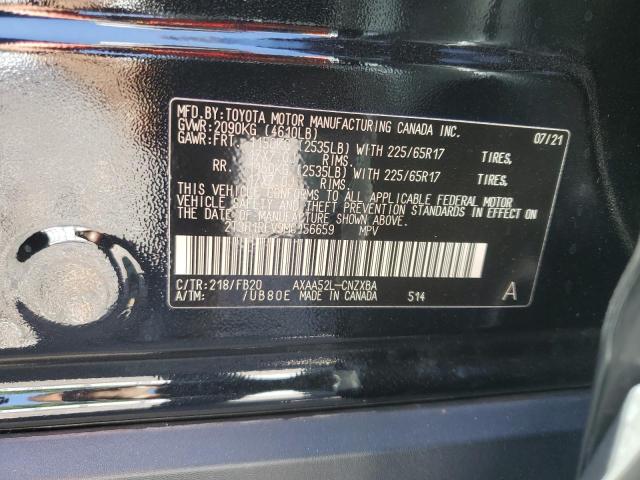 MFD.BY:TOYOTA MOTOR MANUFACTURING CANADA INC. 07/21
GVWR: 2090KG (4610LB)
GAWR: FRT. (2535LB) WITH 225/65R17 TIRES,
RIMS,
RR. (2535LB) WITH 225/65R17 TIRES,
RIMS,
THIS VEHICLE CONFORMS TO ALL APPLICABLE FEDERAL MOTOR
VEHICLE SAFETY AND THEFT PREVENTION STANDARDS IN EFFECT ON
THE DATE OF MANUFACTURE SHOWN ABOVE.
MPV
C/TR:218/FB20 AXAA52L-CNZXBA
A/TM: /UB80E MADE IN CANADA S14 A